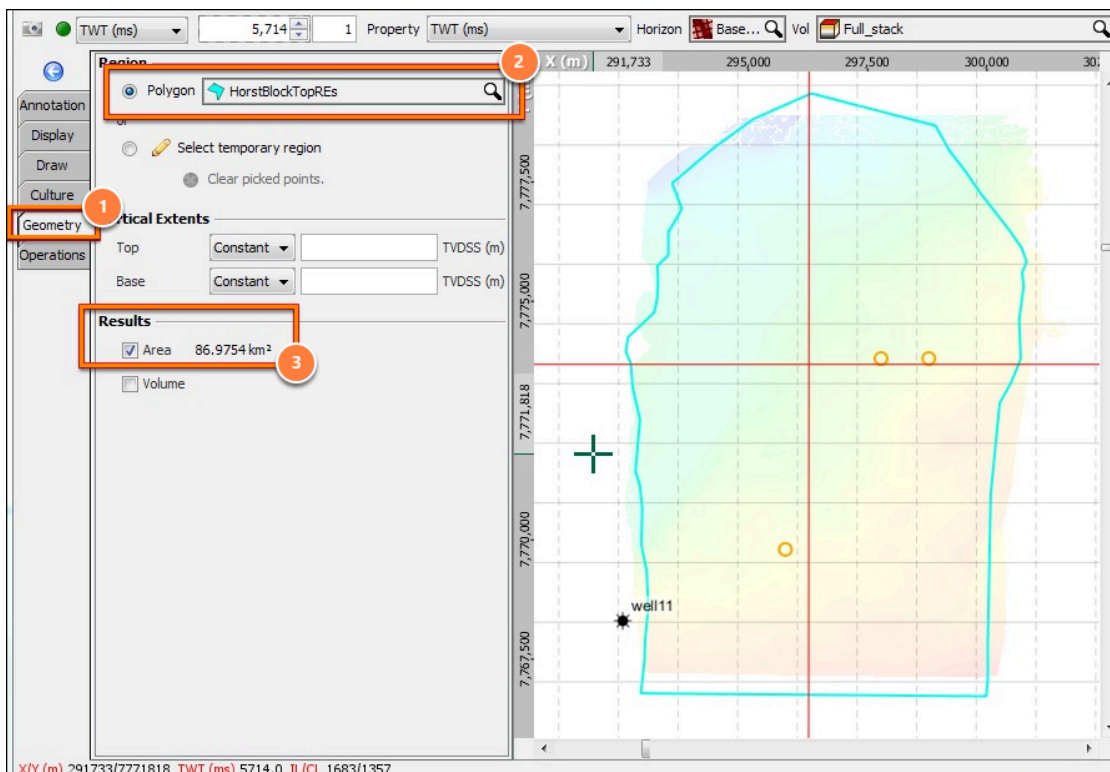 TWT (ms) 5,714 1 Property TWT (ms) Horizon Base... Vol Full_stack
Region
2
Polygon HorstBlockTopREs
or
Select temporary region
Clear picked points.
Annotation
Display
Draw
Culture
1
Geometry
Operations
Vertical Extents
Top Constant TVDSS (m)
Base Constant TVDSS (m)
Results
Area 86.9754 km²
3
Volume
X (m) 291,733 295,000 297,500 300,000 30
7,777,500
7,775,000
7,771,818
7,770,000
7,767,500
well11
X/Y (m) 291733/7771818 TWT (ms) 5714.0 IL/CL 1683/1357